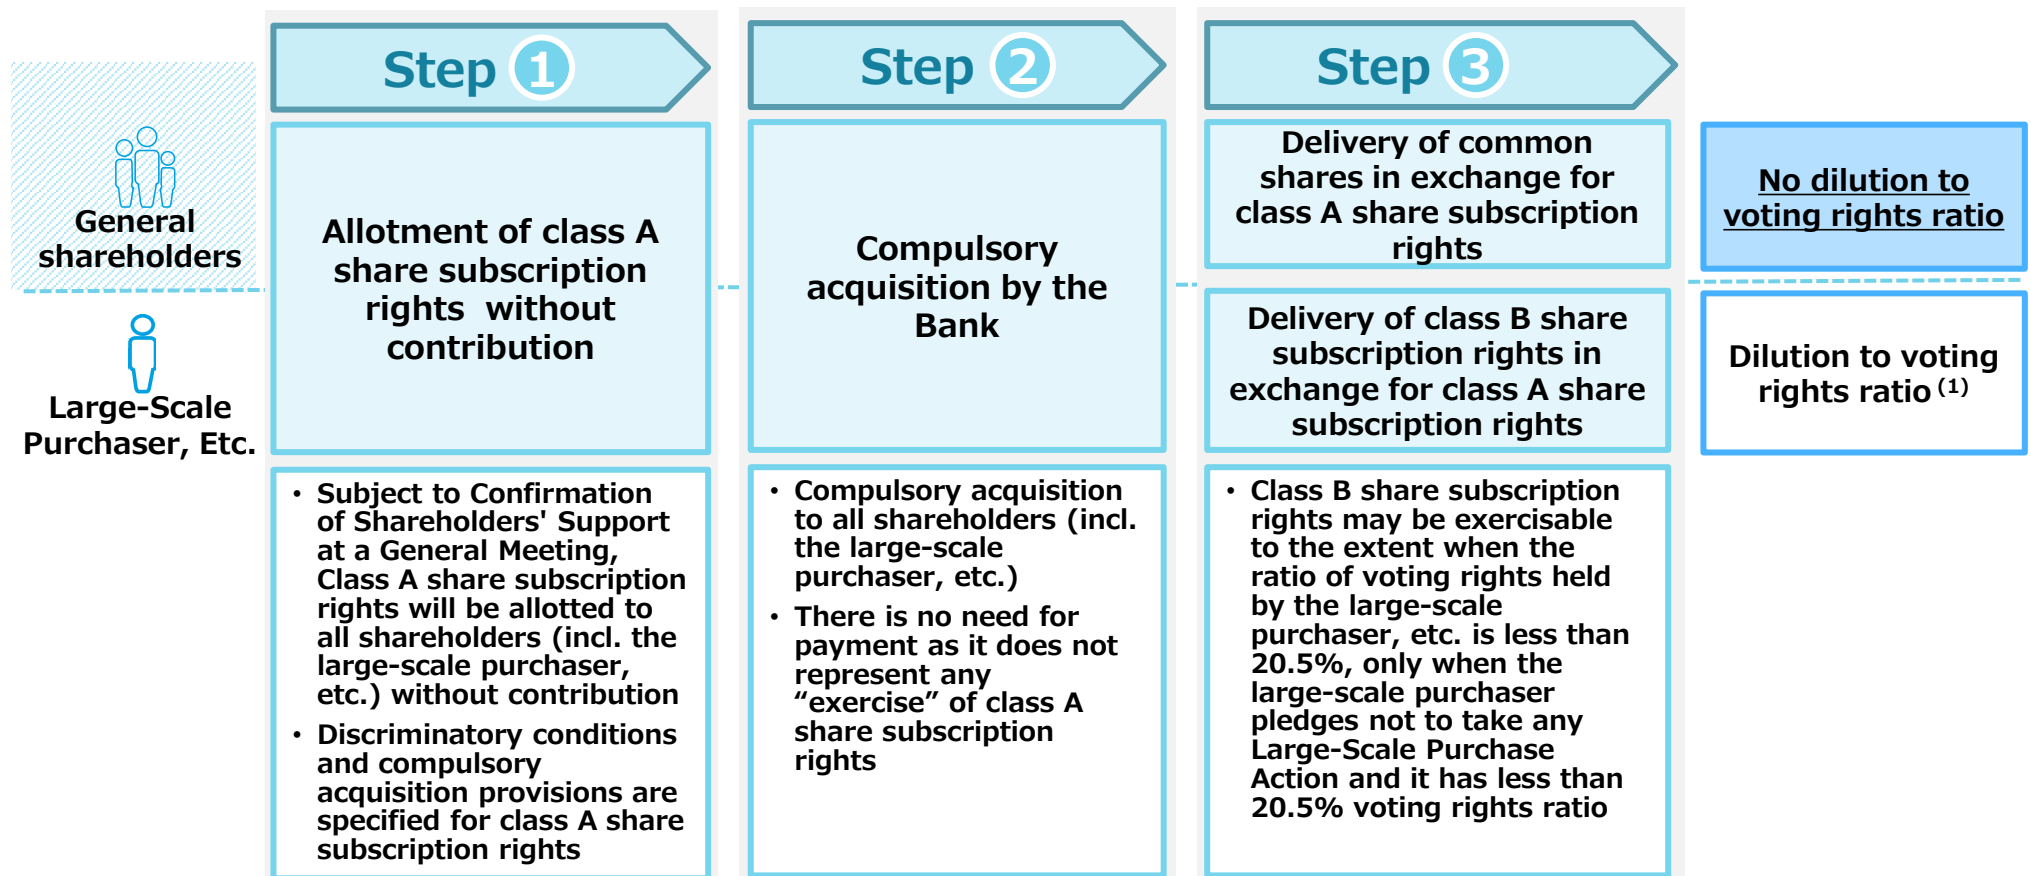 Step 1
Step 2
Step 3
General
shareholders
Large-Scale
Purchaser, Etc.
Allotment of class A
share subscription
rights without
contribution
Compulsory
acquisition by the
Bank
Delivery of common
shares in exchange for
class A share subscription
rights
Delivery of class B share
subscription rights in
exchange for class A share
subscription rights
No dilution to
voting rights ratio
Dilution to voting
rights ratio (1)
• Subject to Confirmation
of Shareholders' Support
at a General Meeting,
Class A share subscription
rights will be allotted to
all shareholders (incl. the
large-scale purchaser,
etc.) without contribution
• Discriminatory conditions
and compulsory
acquisition provisions are
specified for class A share
subscription rights
• Compulsory acquisition
to all shareholders (incl.
the large-scale
purchaser, etc.)
• There is no need for
payment as it does not
represent any
“exercise” of class A
share subscription
rights
• Class B share subscription
rights may be exercisable
to the extent when the
ratio of voting rights held
by the large-scale
purchaser, etc. is less than
20.5%, only when the
large-scale purchaser
pledges not to take any
Large-Scale Purchase
Action and it has less than
20.5% voting rights ratio